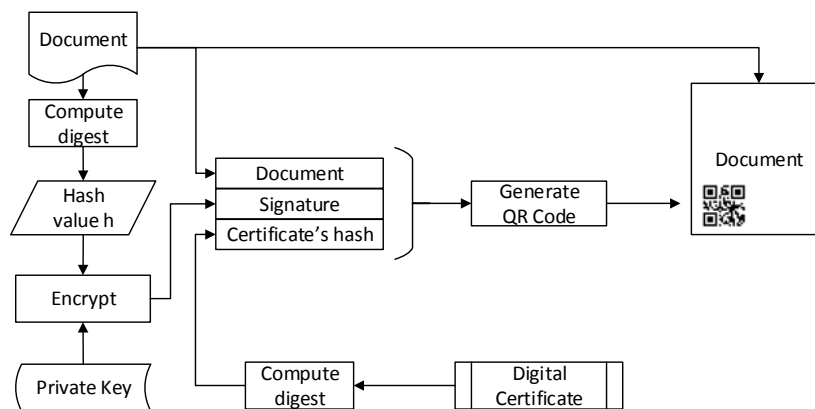 Document
Compute
digest
Hash
value h
Encrypt
Private Key
Document
Signature
Certificate's hash
Compute
digest
Digital
Certificate
Generate
QR Code
Document